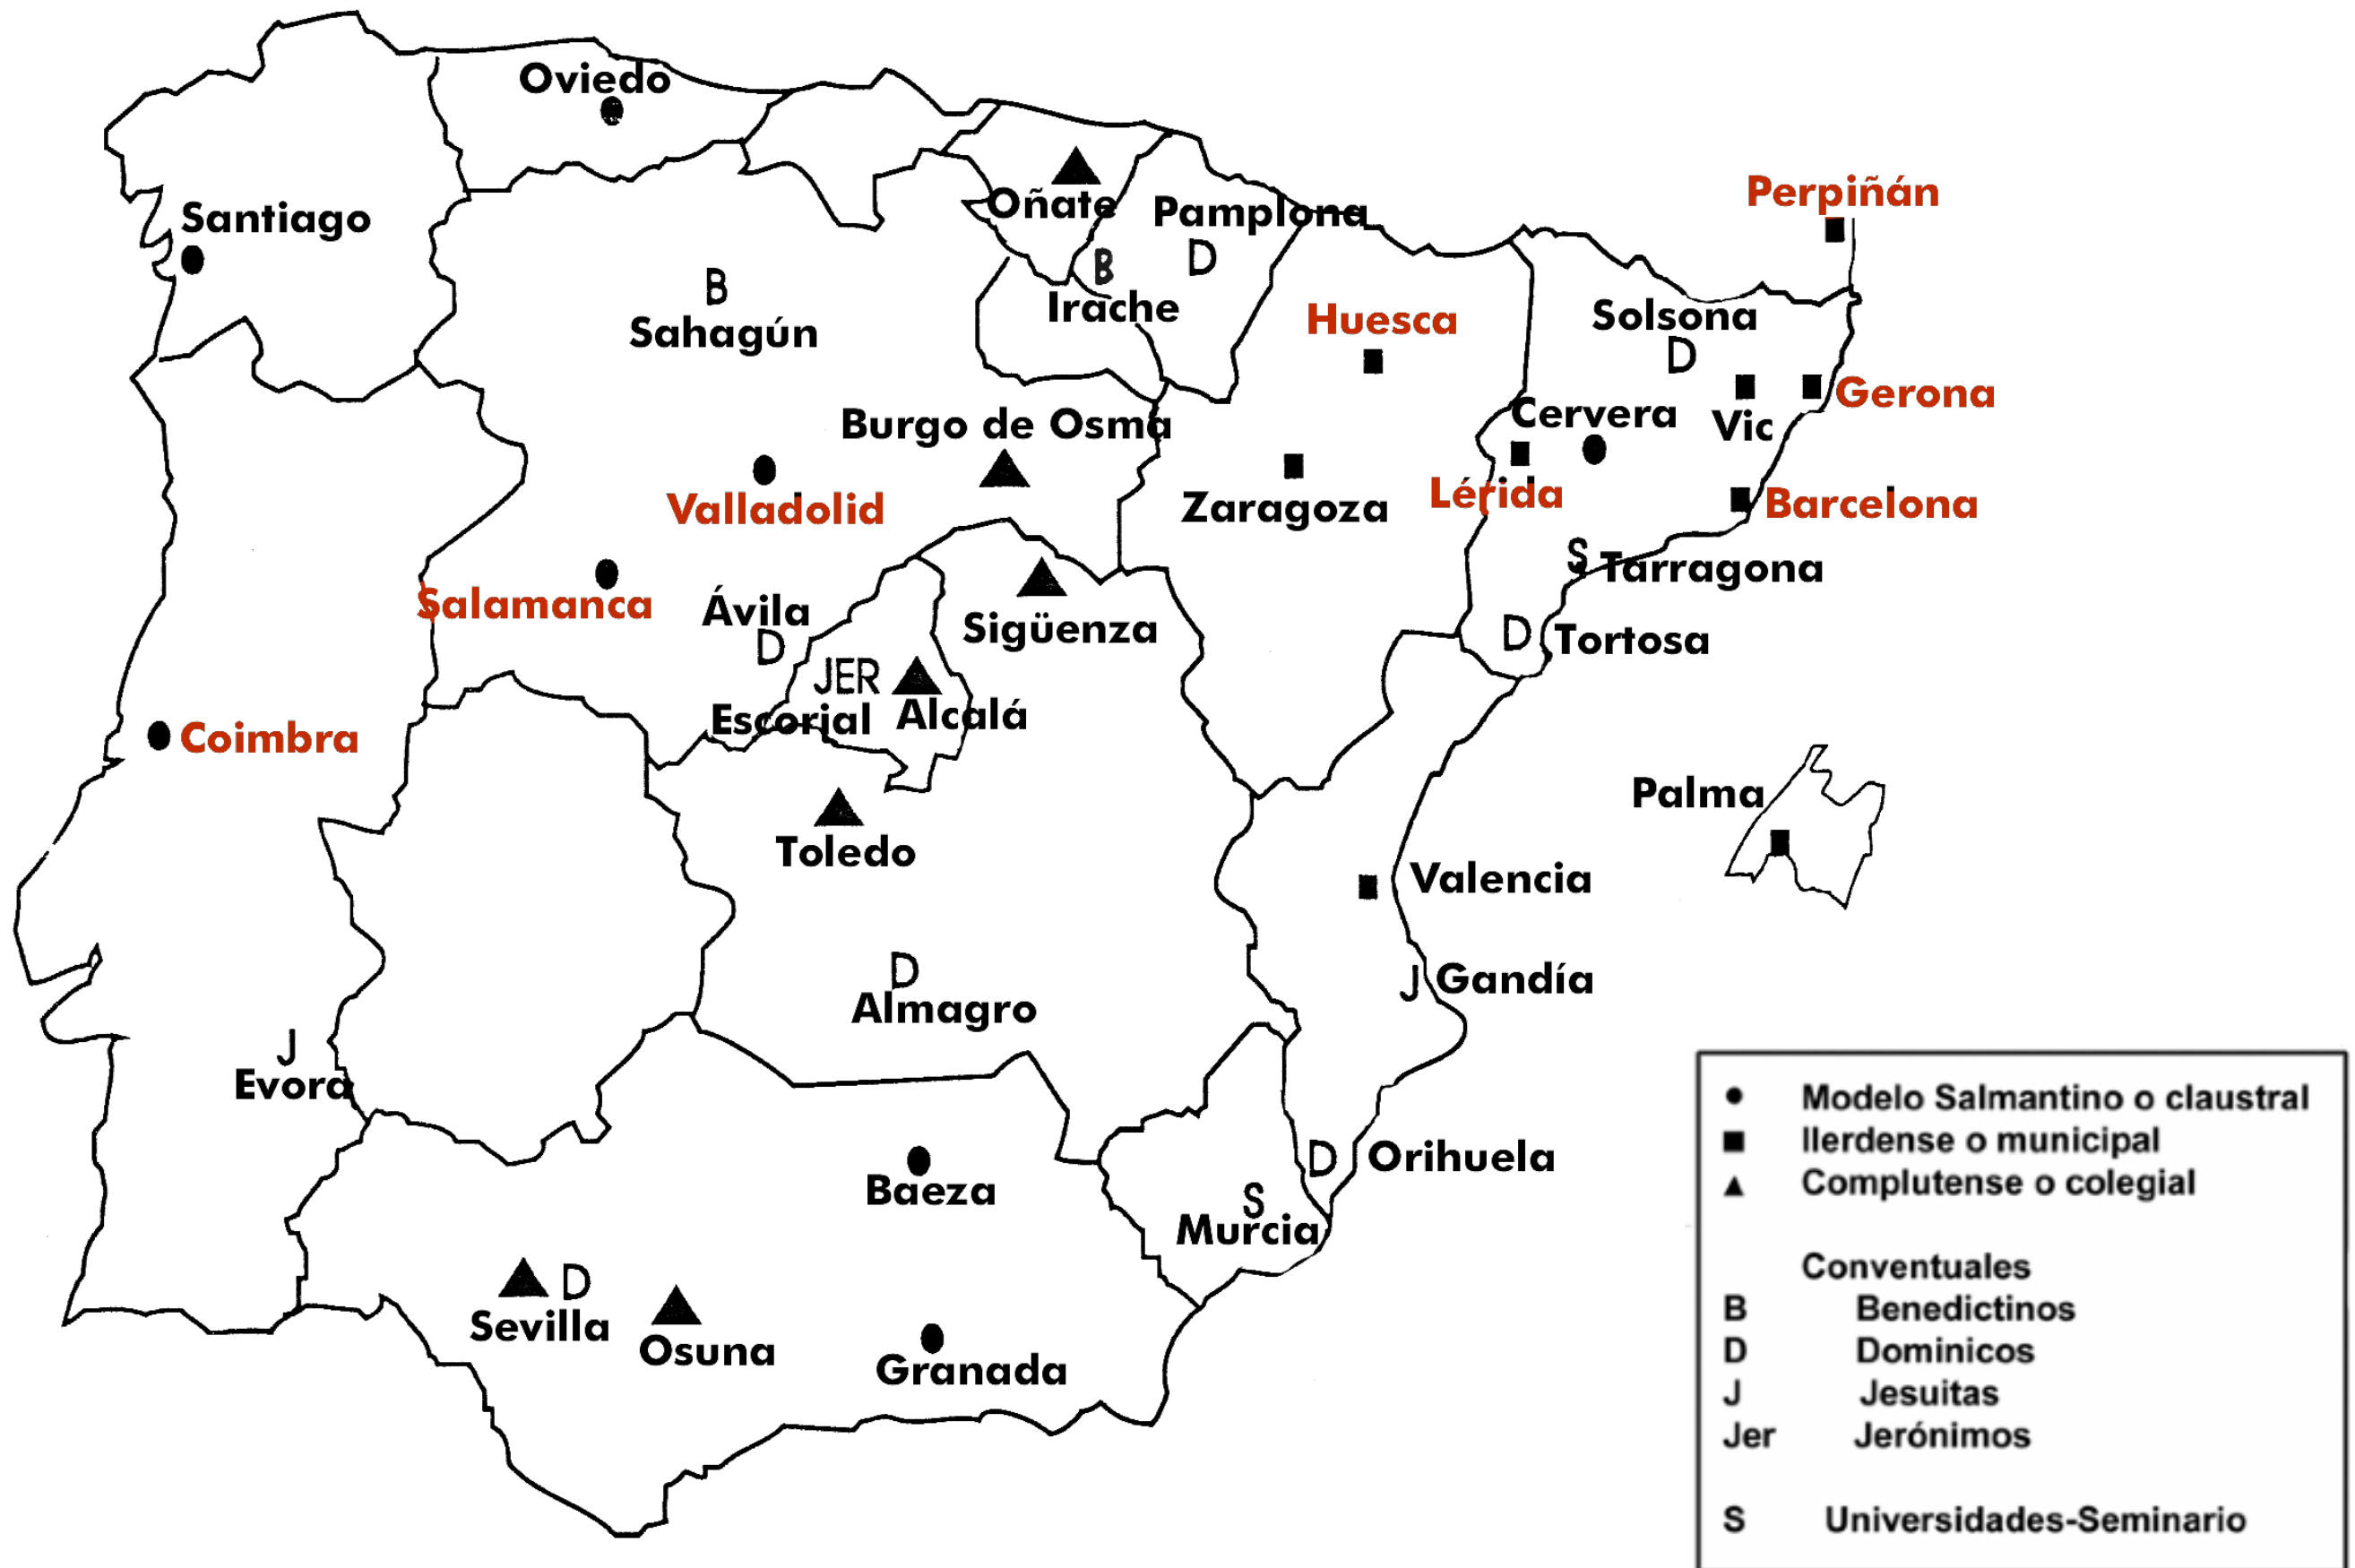 Oviedo
Santiago
Oñate
Pamplona
D
Perpiñán
B
Irache
B
Sahagún
Huesca
Solsona
D
Gerona
Vic
Cervera
Burgo de Osma
Valladolid
Zaragoza
Lérida
Barcelona
S Tarragona
Salamanca
Ávila
D
Sigüenza
D Tortosa
JER
Escorial
Alcalá
Coimbra
Palma
Toledo
Valencia
D
Almagro
J Gandía
J
Evora
Baeza
D Orihuela
S
Murcia
D
Sevilla
Osuna
Granada
Modelo Salmantino o claustral
Ilerdense o municipal
Complutense o colegial
Conventuales
B Benedictinos
D Dominicos
J Jesuitas
Jer Jerónimos
S Universidades-Seminario